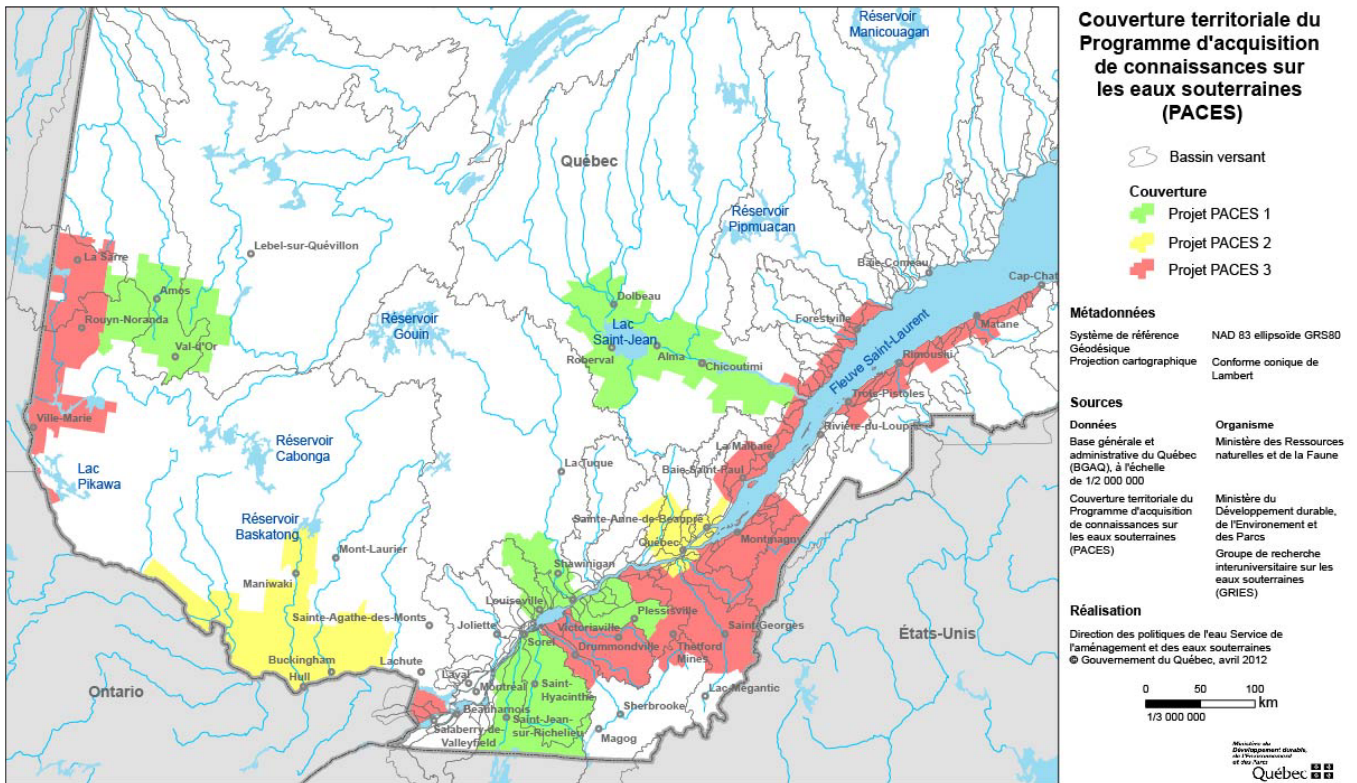 Couverture territoriale du
Programme d'acquisition
de connaissances sur
les eaux souterraines
(PACES)
Bassin versant
Couverture
Projet PACES 1
Projet PACES 2
Projet PACES 3
Métadonnées
Système de référence
Géodésique
NAD 83 ellipsoïde GRS80
Projection cartographique
Conforme conique de
Lambert
Sources
Données
Organisme
Base générale et
administrative du Québec
(BGAQ), à l'échelle
de 1/2 000 000
Ministère des Ressources
naturelles et de la Faune
Couverture territoriale du
Programme d'acquisition
de connaissances sur
les eaux souterraines
(PACES)
Ministère du
Développement durable,
de l'Environement et
des Parcs
Groupe de recherche
interuniversitaire sur les
eaux souterraines
(GRIES)
Réalisation
Direction des politiques de l'eau Service de
l'aménagement et des eaux souterraines
© Gouvernement du Québec, avril 2012
0 50 100
km
1/3 000 000
Ministère du
Développement durable,
de l'Environnement
et des Parcs
Québec
Réservoir
Manicouagan
Québec
Réservoir
Pipmuacan
Lebel-sur-Quévillon
La Sarre
Amos
Rouyn-Noranda
Val-d'Or
Réservoir
Gouin
Dolbeau
Lac
Saint-Jean
Roberval
Alma
Chicoutimi
Baie-Comeau
Cap-Chat
Forestville
Matane
Fleuve Saint-Laurent
Rimouski
Trois-Pistoles
Rivière-du-Loup
Ville-Marie
Lac
Pikawa
Réservoir
Cabonga
La Tuque
La Malbaie
Baie-Saint-Paul
Réservoir
Baskatong
Mont-Laurier
Maniwaki
Sainte-Anne-de-Beaupré
Québec
Montmagny
Shawinigan
Louiseville
Sainte-Agathe-des-Monts
Joliette
Sorel
Plessisville
Victoriaville
Drummondville
Thetford
Mines
Saint-Georges
États-Unis
Buckingham
Hull
Lachute
Laval
Montréal
Saint-
Hyacinthe
Ontario
Beauharnois
Salaberry-de-
Valleyfield
Saint-Jean-
sur-Richelieu
Sherbrooke
Magog
Lac-Mégantic